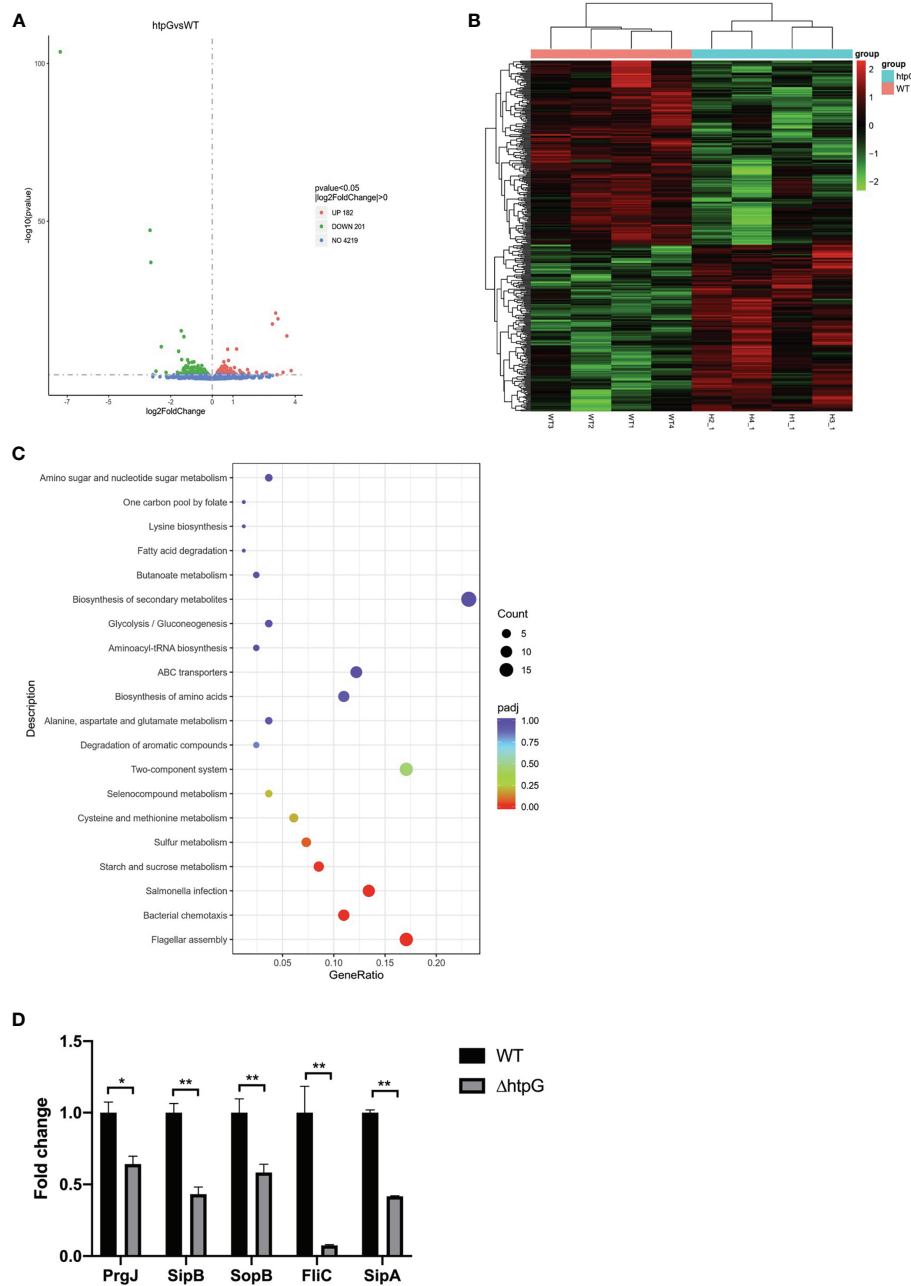 A
htpGvsWT
100
50
-log10(pvalue)
-7
-5
-2
0
1
4
log2FoldChange
pvalue<0.05
|log2FoldChange|>0
UP 182
DOWN 201
NO 4219
B
group
2
1
0
−1
−2
group
htpG
WT
WT3
WT2
WT1
WT4
H2_1
H4_1
H1_1
H3_1
C
Description
Amino sugar and nucleotide sugar metabolism
One carbon pool by folate
Lysine biosynthesis
Fatty acid degradation
Butanoate metabolism
Biosynthesis of secondary metabolites
Glycolysis / Gluconeogenesis
Aminoacyl-tRNA biosynthesis
ABC transporters
Biosynthesis of amino acids
Alanine, aspartate and glutamate metabolism
Degradation of aromatic compounds
Two-component system
Selenocompound metabolism
Cysteine and methionine metabolism
Sulfur metabolism
Starch and sucrose metabolism
Salmonella infection
Bacterial chemotaxis
Flagellar assembly
0.05
0.10
0.15
0.20
GeneRatio
Count
5
10
15
padj
1.00
0.75
0.50
0.25
0.00
D
Fold change
1.5
1.0
0.5
0.0
*
**
**
**
**
PrgJ
SipB
SopB
FliC
SipA
WT
ΔhtpG